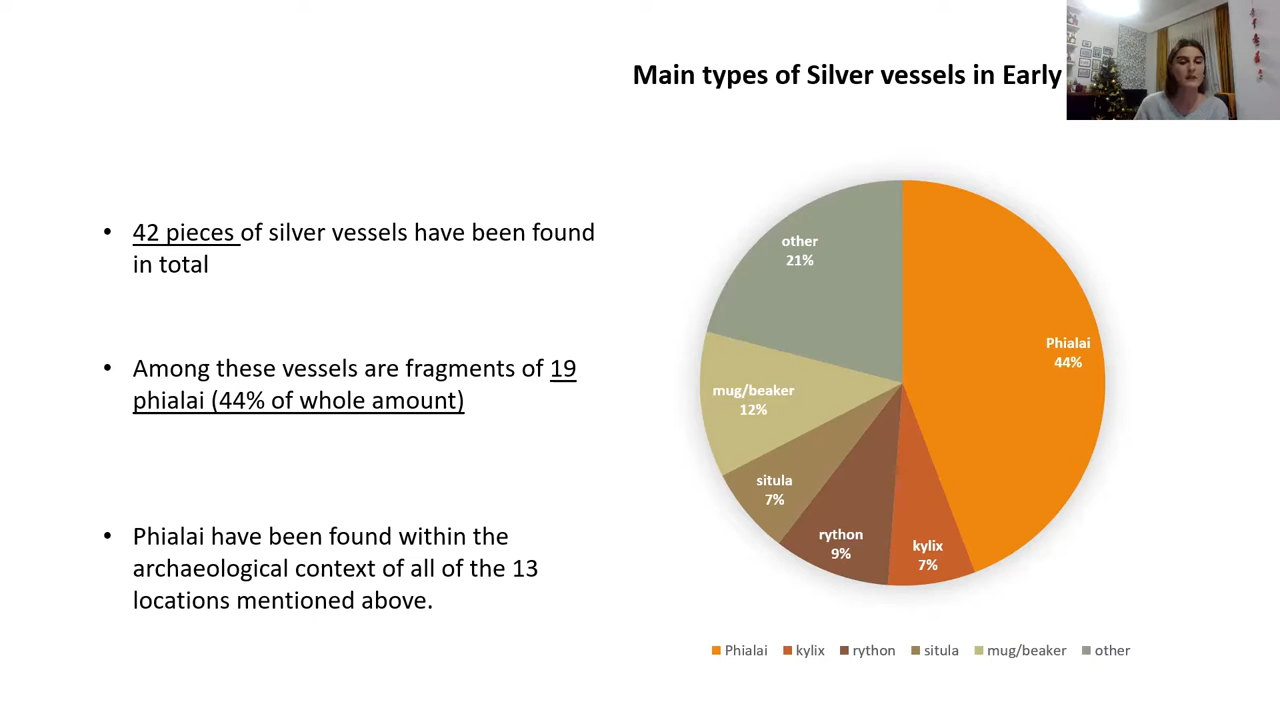 Main types of Silver vessels in Early
• 42 pieces of silver vessels have been found
in total
• Among these vessels are fragments of 19
phialai (44% of whole amount)
• Phialai have been found within the
archaeological context of all of the 13
locations mentioned above.
other
21%
Phialai
44%
mug/beaker
12%
situla
7%
rython
9%
kylix
7%
Phialai kylix rython situla mug/beaker other